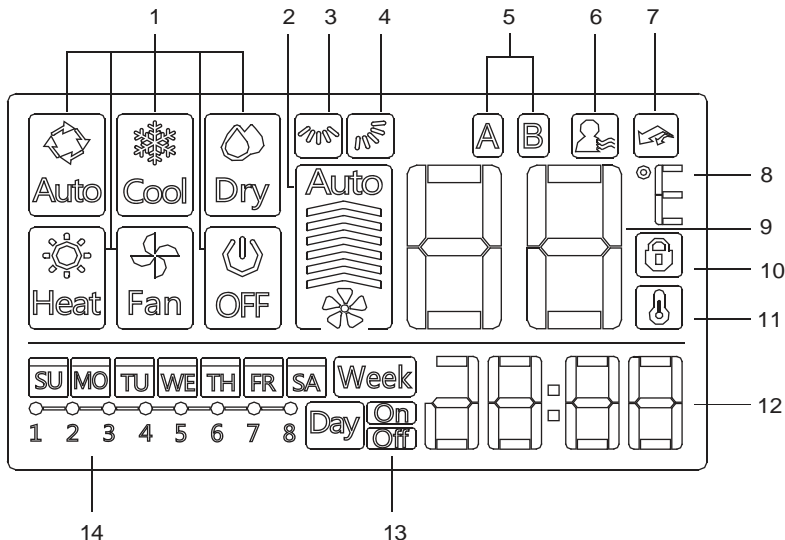 1 2 3 4 5 6 7
A B
Auto Cool Dry Auto
8
9
10
Heat Fan OFF
11
SU MO TU WE TH FR SA Week
12
Day On
Off
1 2 3 4 5 6 7 8
14 13